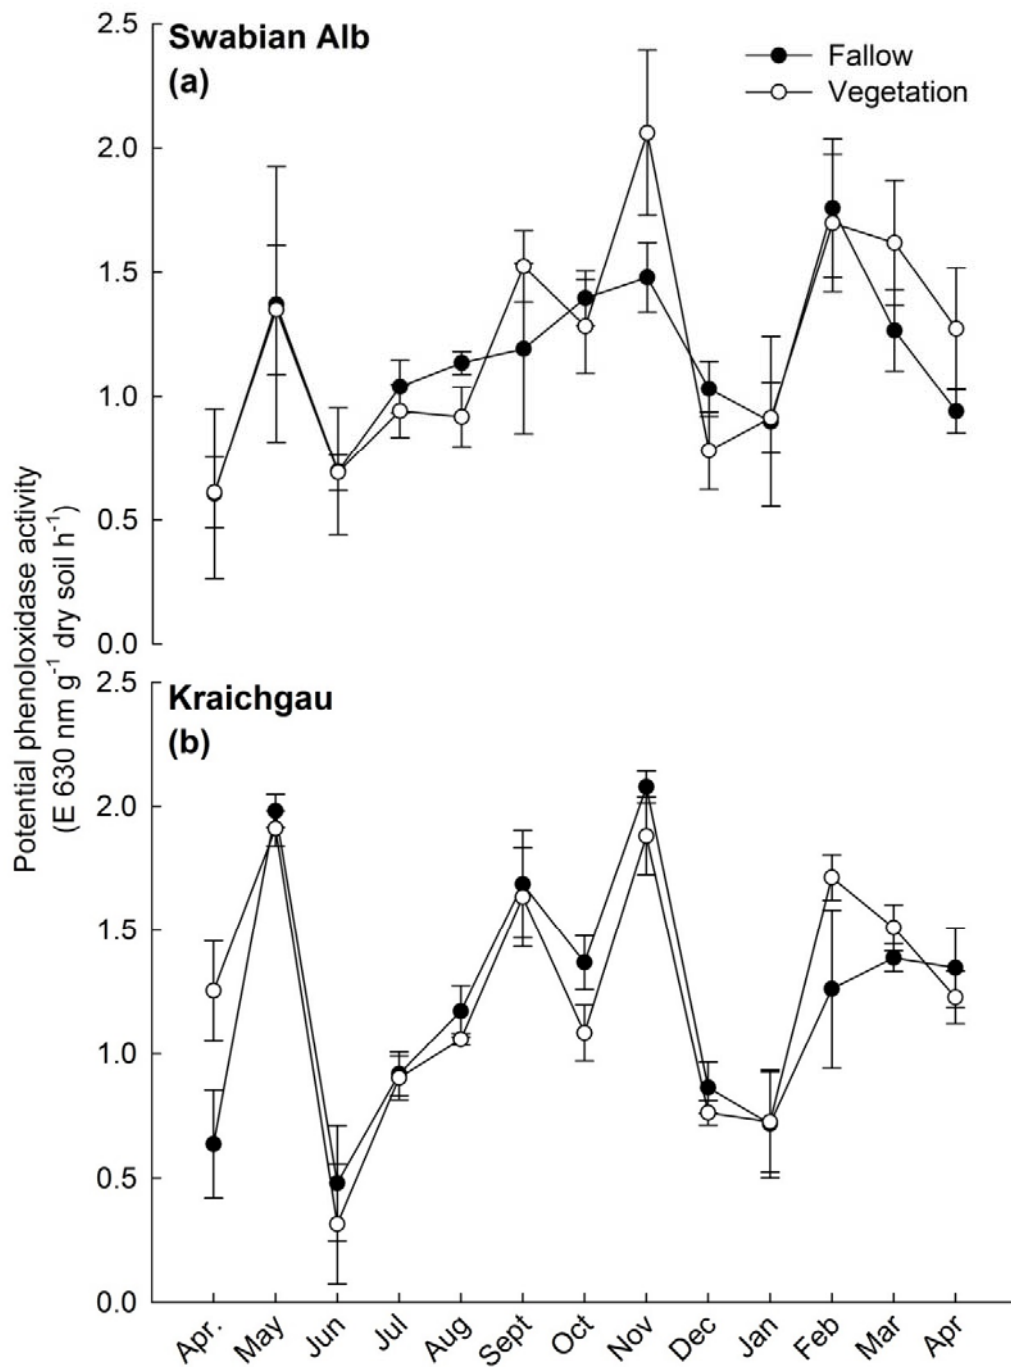 Swabian Alb
(a)
Fallow
Vegetation
2.5
2.0
1.5
1.0
0.5
0.0
Potential phenoloxidase activity
(E 630 nm g⁻¹ dry soil h⁻¹)
Kraichgau
(b)
2.5
2.0
1.5
1.0
0.5
0.0
Apr.
May
Jun
Jul
Aug
Sept
Oct
Nov
Dec
Jan
Feb
Mar
Apr